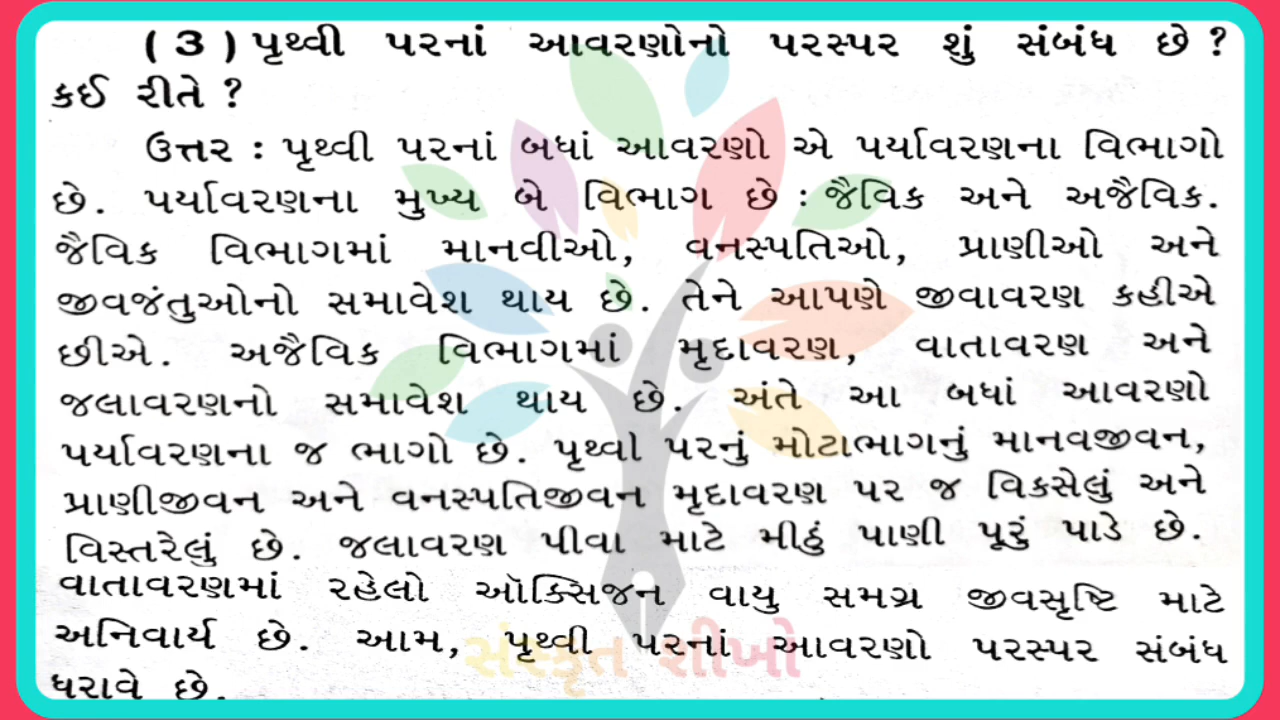 ( 3 ) પૃથ્વી પરનાં આવરણોનો પરસ્પર શું સંબંધ છે ?
કઈ રીતે ?
ઉત્તર : પૃથ્વી પરનાં બધાં આવરણો એ પર્યાવરણના વિભાગો
છે. પર્યાવરણના મુખ્ય બે વિભાગ છે : જૈવિક અને અજૈવિક.
જૈવિક વિભાગમાં માનવીઓ, વનસ્પતિઓ, પ્રાણીઓ અને
જીવજંતુઓનો સમાવેશ થાય છે. તેને આપણે જીવાવરણ કહીએ
છીએ. અજૈવિક વિભાગમાં મૃદાવરણ, વાતાવરણ અને
જલાવરણનો સમાવેશ થાય છે. અંતે આ બધાં આવરણો
પર્યાવરણના જ ભાગો છે. પૃથ્વી પરનું મોટાભાગનું માનવજીવન,
પ્રાણીજીવન અને વનસ્પતિજીવન મૃદાવરણ પર જ વિકસેલું અને
વિસ્તરેલું છે. જલાવરણ પીવા માટે મીઠું પાણી પૂરું પાડે છે.
વાતાવરણમાં રહેલો ઑક્સિજન વાયુ સમગ્ર જીવસૃષ્ટિ માટે
અનિવાર્ય છે. આમ, પૃથ્વી પરનાં આવરણો પરસ્પર સંબંધ
ધરાવે છે.
સંસ્કૃત શીખો